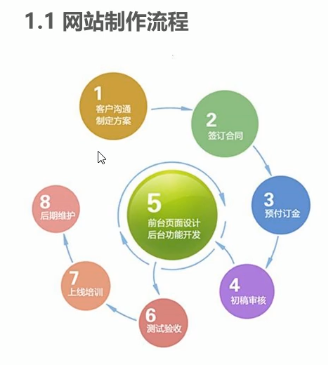 1.1 网站制作流程
1
客户沟通
制定方案
2
签订合同
3
预付订金
4
初稿审核
5
前台页面设计
后台功能开发
6
测试验收
7
上线培训
8
后期维护